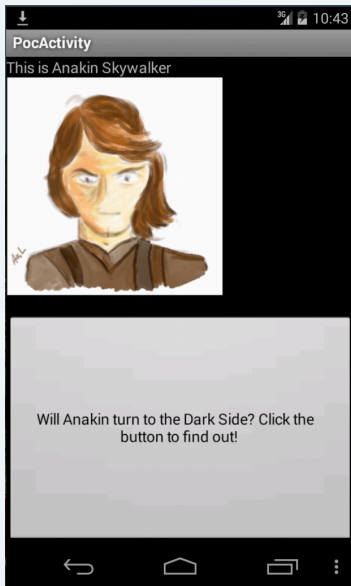 3G 10:43
PocActivity
This is Anakin Skywalker
Will Anakin turn to the Dark Side? Click the
button to find out!